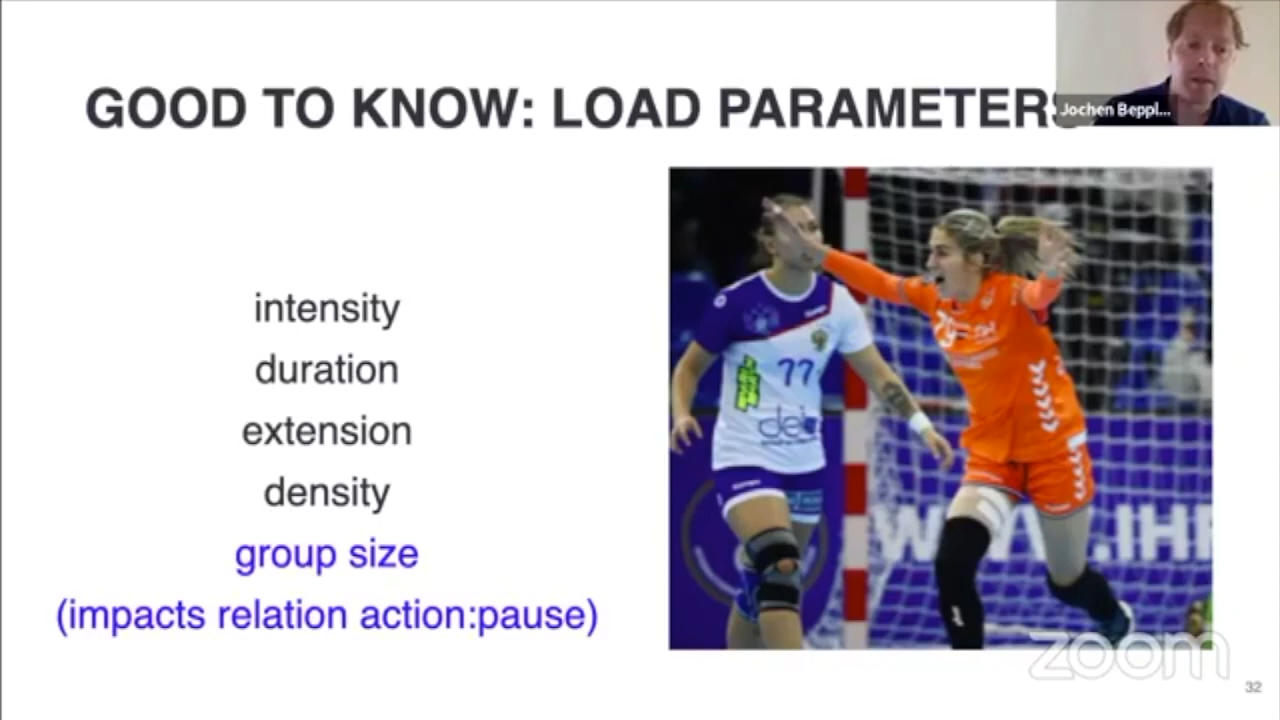 GOOD TO KNOW: LOAD PARAMETERS
Jochen Beppl...
intensity
duration
extension
density
group size
(impacts relation action:pause)
77
WWW.IHF
zoom
32